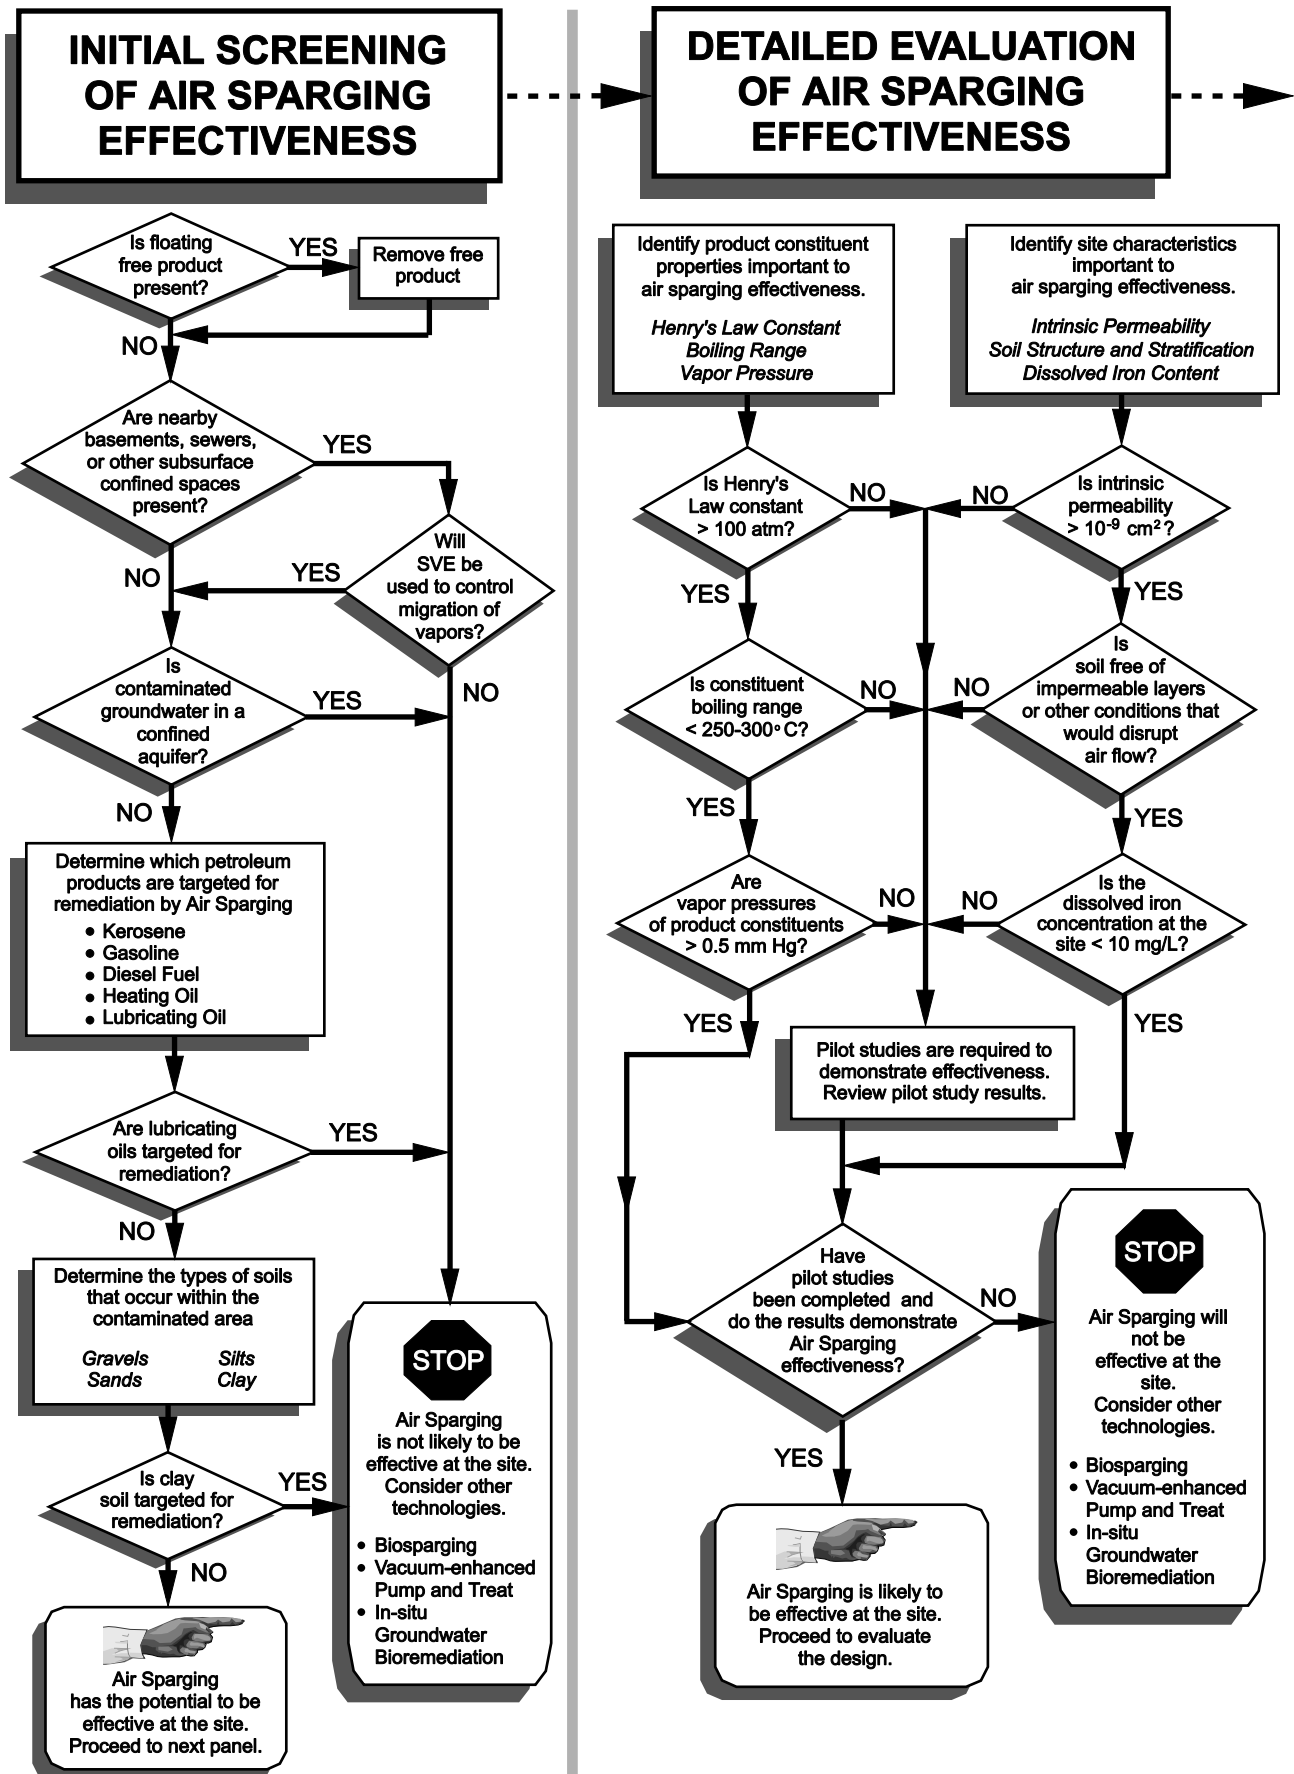 INITIAL SCREENING
OF AIR SPARGING
EFFECTIVENESS
Is floating
free product
present?
YES
Remove free
product
NO
Are nearby
basements, sewers,
or other subsurface
confined spaces
present?
YES
NO
Will
SVE be
used to control
migration of
vapors?
YES
NO
Is
contaminated
groundwater in a
confined
aquifer?
YES
NO
Determine which petroleum
products are targeted for
remediation by Air Sparging
• Kerosene
• Gasoline
• Diesel Fuel
• Heating Oil
• Lubricating Oil
Are lubricating
oils targeted for
remediation?
YES
NO
Determine the types of soils
that occur within the
contaminated area
Gravels Silts
Sands Clay
Is clay
soil targeted for
remediation?
YES
NO
Air Sparging
has the potential to be
effective at the site.
Proceed to next panel.
STOP
Air Sparging
is not likely to be
effective at the site.
Consider other
technologies.
• Biosparging
• Vacuum-enhanced
Pump and Treat
• In-situ
Groundwater
Bioremediation
DETAILED EVALUATION
OF AIR SPARGING
EFFECTIVENESS
Identify product constituent
properties important to
air sparging effectiveness.
Henry's Law Constant
Boiling Range
Vapor Pressure
Identify site characteristics
important to
air sparging effectiveness.
Intrinsic Permeability
Soil Structure and Stratification
Dissolved Iron Content
Is Henry's
Law constant
> 100 atm?
NO
YES
Is intrinsic
permeability
> 10⁻⁹ cm²?
NO
YES
Is constituent
boiling range
< 250-300°C?
NO
YES
Is
soil free of
impermeable layers
or other conditions that
would disrupt
air flow?
NO
YES
Are
vapor pressures
of product constituents
> 0.5 mm Hg?
NO
YES
Is the
dissolved iron
concentration at the
site < 10 mg/L?
NO
YES
Pilot studies are required to
demonstrate effectiveness.
Review pilot study results.
Have
pilot studies
been completed and
do the results demonstrate
Air Sparging
effectiveness?
NO
YES
Air Sparging is likely to
be effective at the site.
Proceed to evaluate
the design.
STOP
Air Sparging will
not be
effective at the
site.
Consider other
technologies.
• Biosparging
• Vacuum-enhanced
Pump and Treat
• In-situ
Groundwater
Bioremediation